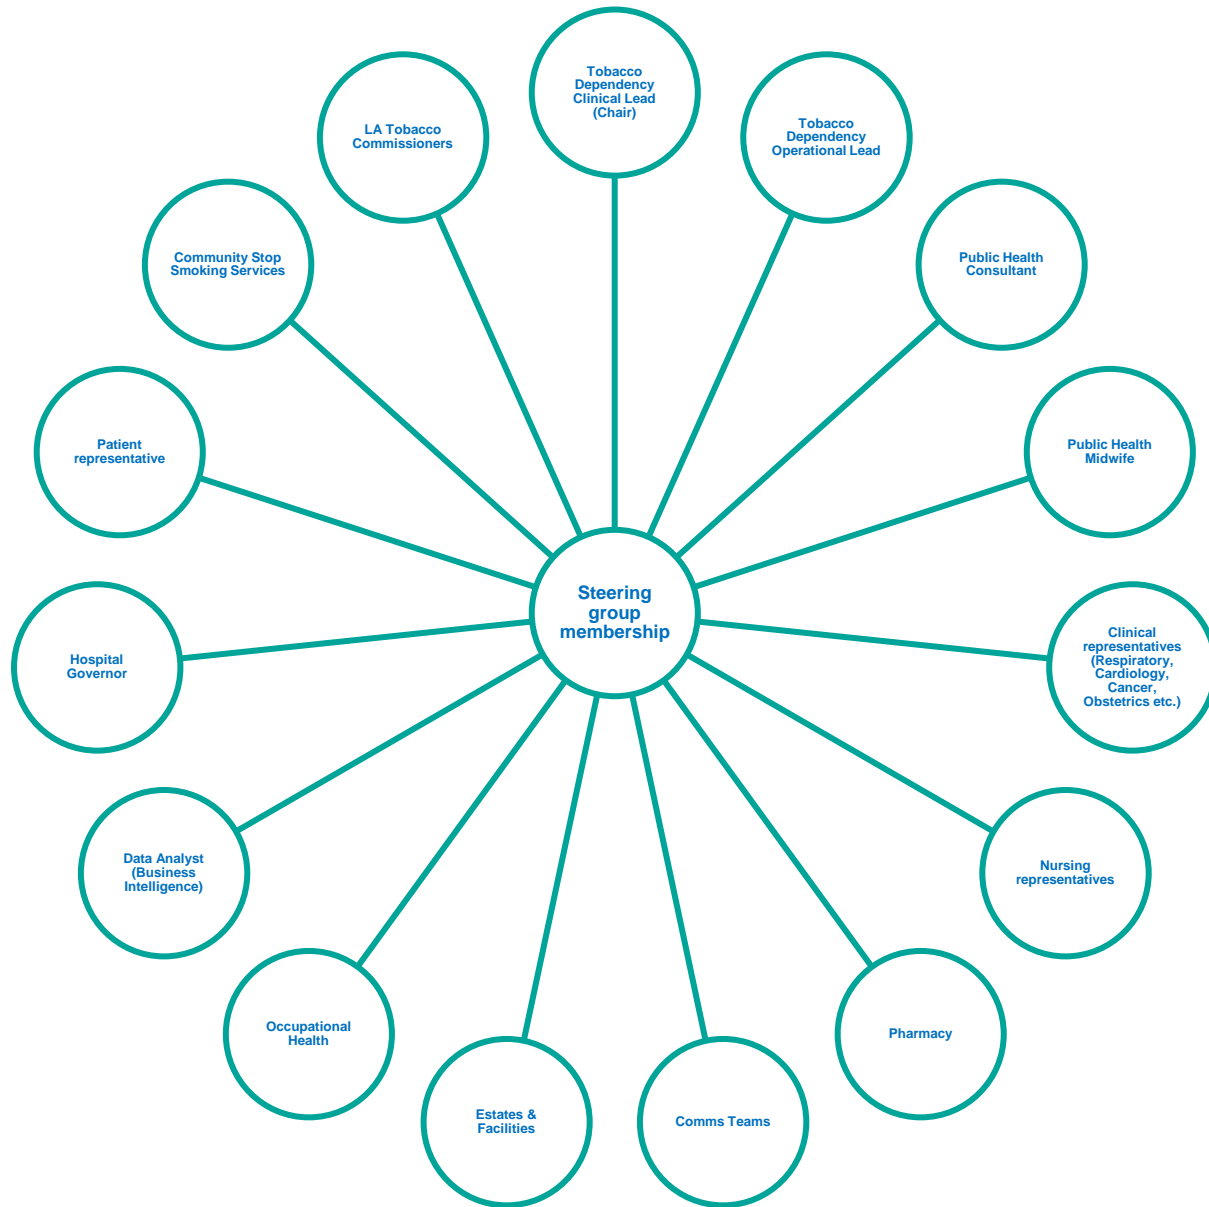 Tobacco
Dependency
Clinical Lead
(Chair)
Tobacco
Dependency
Operational Lead
Public Health
Consultant
Public Health
Midwife
Clinical
representatives
(Respiratory,
Cardiology,
Cancer,
Obstetrics etc.)
Nursing
representatives
Pharmacy
Comms Teams
Estates &
Facilities
Occupational
Health
Data Analyst
(Business
Intelligence)
Hospital
Governor
Patient
representative
Community Stop
Smoking Services
LA Tobacco
Commissioners
Steering
group
membership